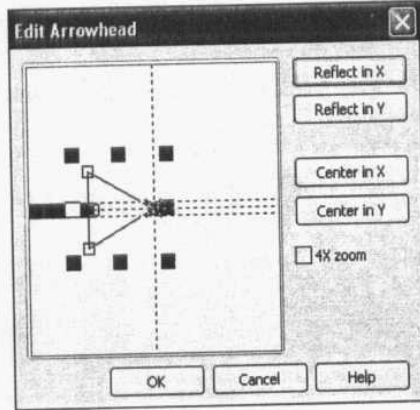 Edit Arrowhead
Reflect in X
Reflect in Y
Center in X
Center in Y
4X zoom
OK
Cancel
Help